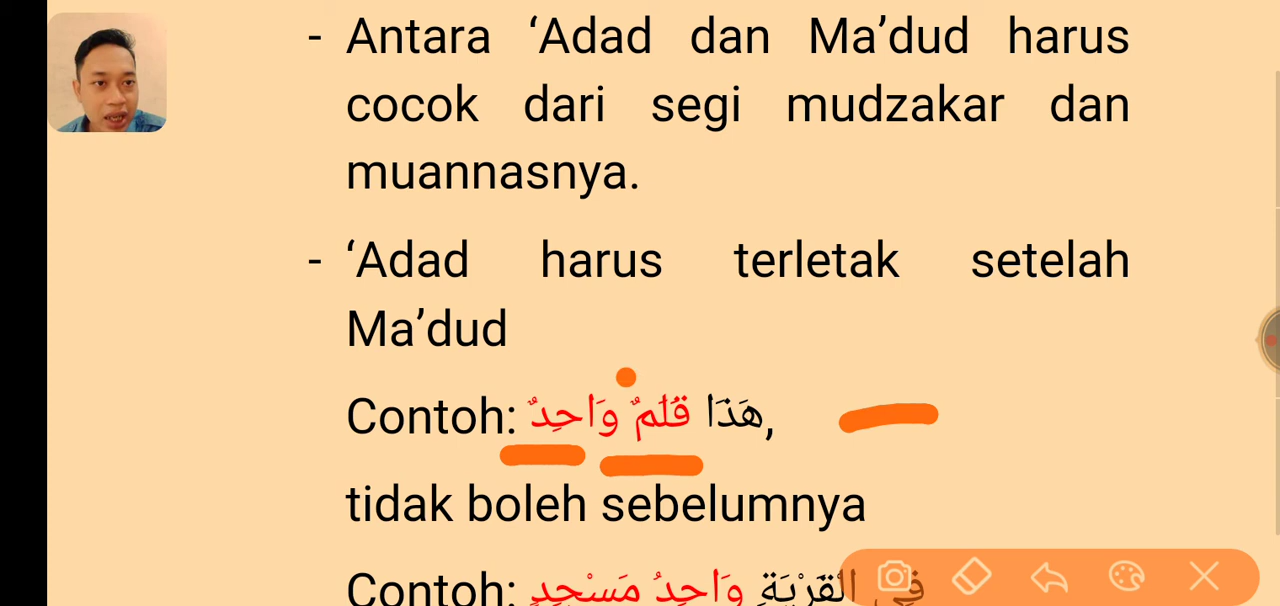 - Antara ‘Adad dan Ma’dud harus
cocok dari segi mudzakar dan
muannasnya.
- ‘Adad harus terletak setelah
Ma’dud
Contoh: هَذَا قَلَمٌ وَاحِدٌ,
tidak boleh sebelumnya
Contoh: فِي الْقَرْيَةِ وَاحِدُ مَسْجِدٍ